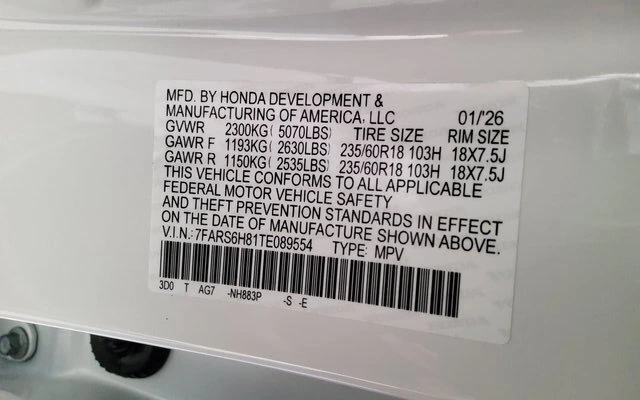 MFD. BY HONDA DEVELOPMENT &
MANUFACTURING OF AMERICA, LLC 01/'26
GVWR 2300KG( 5070LBS) TIRE SIZE RIM SIZE
GAWR F 1193KG( 2630LBS) 235/60R18 103H 18X7.5J
GAWR R 1150KG( 2535LBS) 235/60R18 103H 18X7.5J
THIS VEHICLE CONFORMS TO ALL APPLICABLE
FEDERAL MOTOR VEHICLE SAFETY
AND THEFT PREVENTION STANDARDS IN EFFECT
ON THE DATE OF MANUFACTURE SHOWN ABOVE.
V.I.N.: 7FARS6H81TE089554 TYPE: MPV
3D0 T AG7 -NH883P -S -E